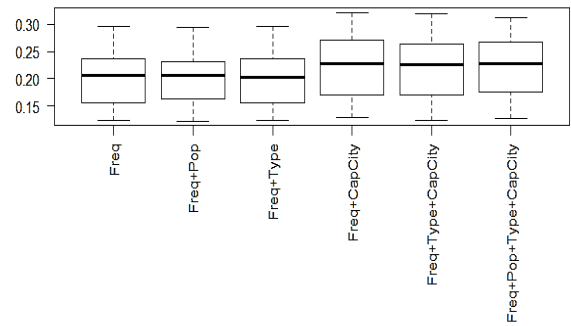 0.30
0.25
0.20
0.15
Freq
Freq+Pop
Freq+Type
Freq+CapCity
Freq+Type+CapCity
Freq+Pop+Type+CapCity